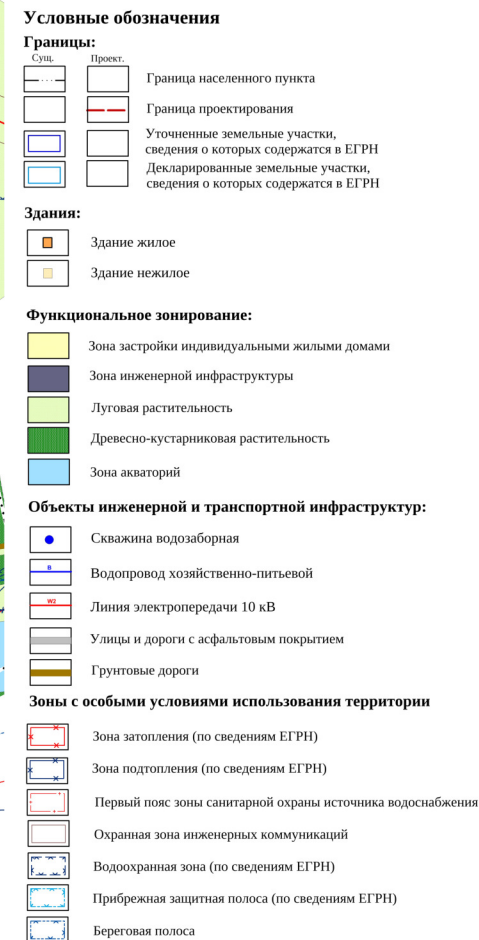 Условные обозначения
Границы:
Сущ. Проект.
Граница населенного пункта
Граница проектирования
Уточненные земельные участки,
сведения о которых содержатся в ЕГРН
Декларированные земельные участки,
сведения о которых содержатся в ЕГРН
Здания:
Здание жилое
Здание нежилое
Функциональное зонирование:
Зона застройки индивидуальными жилыми домами
Зона инженерной инфраструктуры
Луговая растительность
Древесно-кустарниковая растительность
Зона акваторий
Объекты инженерной и транспортной инфраструктур:
Скважина водозаборная
В
Водопровод хозяйственно-питьевой
W2
Линия электропередачи 10 кВ
Улицы и дороги с асфальтовым покрытием
Грунтовые дороги
Зоны с особыми условиями использования территории
Зона затопления (по сведениям ЕГРН)
Зона подтопления (по сведениям ЕГРН)
Первый пояс зоны санитарной охраны источника водоснабжения
Охранная зона инженерных коммуникаций
Водоохранная зона (по сведениям ЕГРН)
Прибрежная защитная полоса (по сведениям ЕГРН)
Береговая полоса